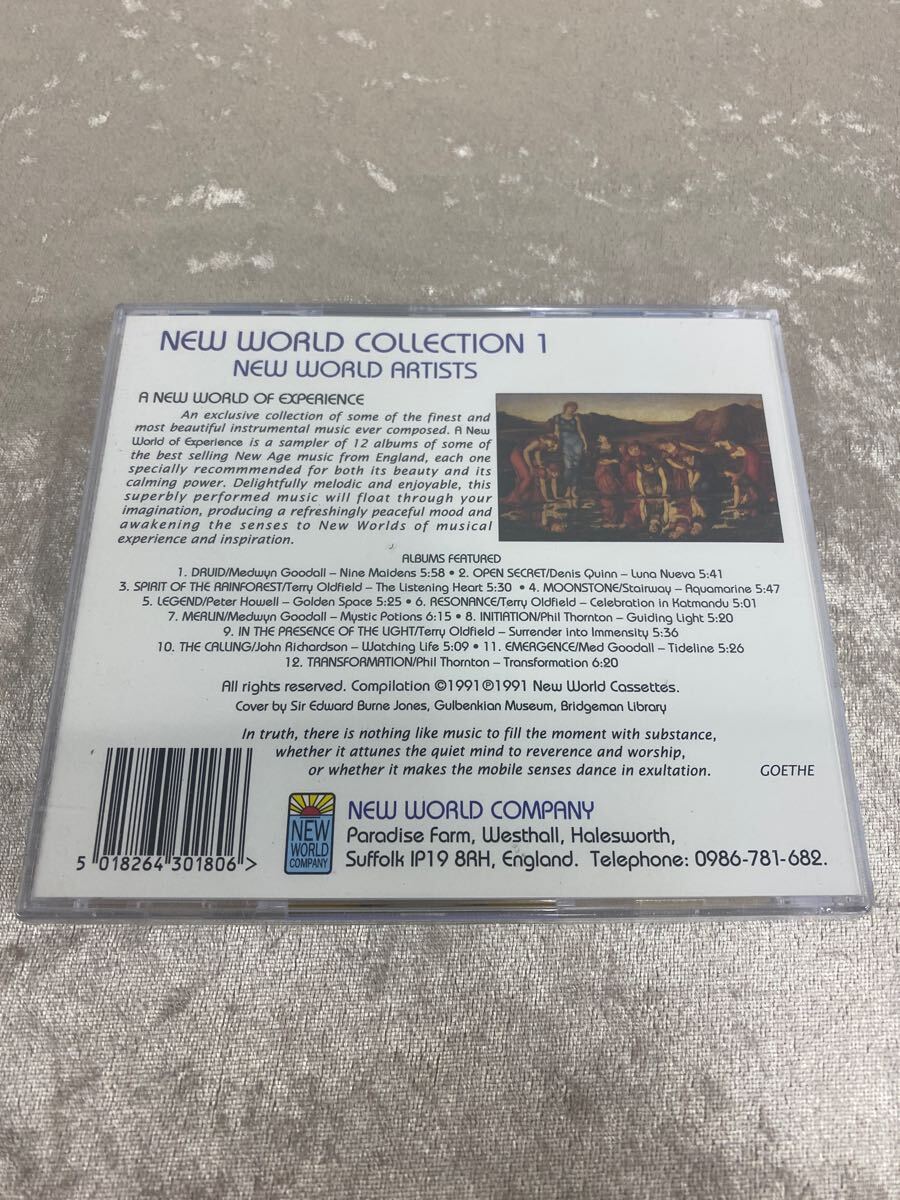 NEW WORLD COLLECTION 1
NEW WORLD ARTISTS
A NEW WORLD OF EXPERIENCE
An exclusive collection of some of the finest and
most beautiful instrumental music ever composed. A New
World of Experience is a sampler of 12 albums of some of
the best selling New Age music from England, each one
specially recommmended for both its beauty and its
calming power. Delightfully melodic and enjoyable, this
superbly performed music will float through your
imagination, producing a refreshingly peaceful mood and
awakening the senses to New Worlds of musical
experience and inspiration.
ALBUMS FEATURED
1. DRUID/Medwyn Goodall – Nine Maidens 5:58 • 2. OPEN SECRET/Denis Quinn – Luna Nueva 5:41
3. SPIRIT OF THE RAINFOREST/Terry Oldfield – The Listening Heart 5:30 • 4. MOONSTONE/Stairway – Aquamarine 5:47
5. LEGEND/Peter Howell – Golden Space 5:25 • 6. RESONANCE/Terry Oldfield – Celebration in Katmandu 5:01
7. MERLIN/Medwyn Goodall – Mystic Potions 6:15 • 8. INITIATION/Phil Thornton – Guiding Light 5:20
9. IN THE PRESENCE OF THE LIGHT/Terry Oldfield – Surrender into Immensity 5:36
10. THE CALLING/John Richardson – Watching Life 5:09 • 11. EMERGENCE/Med Goodall – Tideline 5:26
12. TRANSFORMATION/Phil Thornton – Transformation 6:20
All rights reserved. Compilation ©1991℗1991 New World Cassettes.
Cover by Sir Edward Burne Jones, Gulbenkian Museum, Bridgeman Library
In truth, there is nothing like music to fill the moment with substance,
whether it attunes the quiet mind to reverence and worship,
or whether it makes the mobile senses dance in exultation. GOETHE
5 018264 301806 >
NEW
WORLD
COMPANY
NEW WORLD COMPANY
Paradise Farm, Westhall, Halesworth,
Suffolk IP19 8RH, England. Telephone: 0986-781-682.